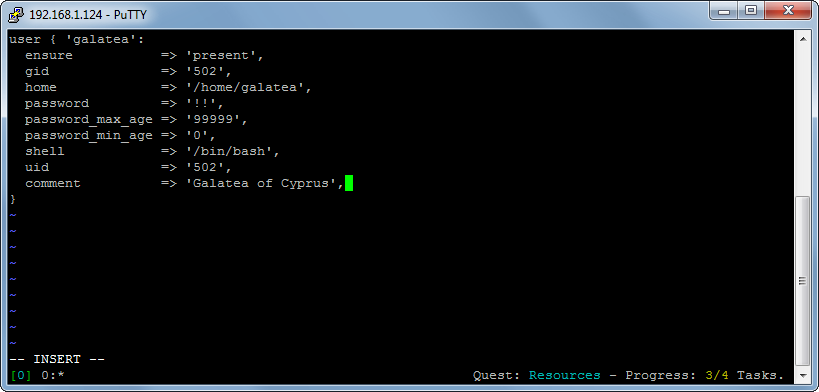 192.168.1.124 - PuTTY
user { 'galatea':
  ensure           => 'present',
  gid              => '502',
  home             => '/home/galatea',
  password         => '!!',
  password_max_age => '99999',
  password_min_age => '0',
  shell            => '/bin/bash',
  uid              => '502',
  comment          => 'Galatea of Cyprus',
}
~
~
~
~
~
~
~
~
~
-- INSERT --
[0] 0:* Quest: Resources - Progress: 3/4 Tasks.